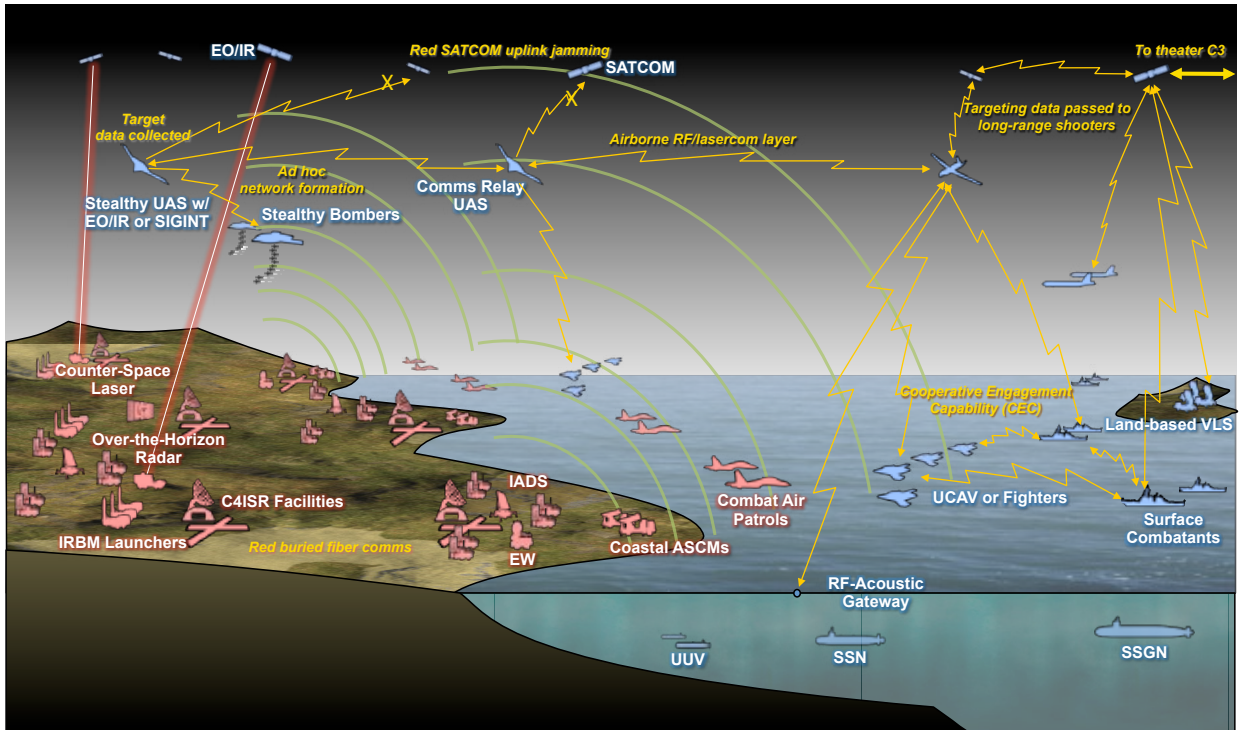 EO/IR
Red SATCOM uplink jamming
To theater C3
SATCOM
Target
data collected
Targeting data passed to
long-range shooters
Airborne RF/lasercom layer
Ad hoc
network formation
Comms Relay
UAS
Stealthy UAS w/
EO/IR or SIGINT
Stealthy Bombers
Counter-Space
Laser
Cooperative Engagement
Capability (CEC)
Land-based VLS
Over-the-Horizon
Radar
C4ISR Facilities
IADS
Combat Air
Patrols
UCAV or Fighters
Surface
Combatants
IRBM Launchers
Red buried fiber comms
EW
Coastal ASCMs
RF-Acoustic
Gateway
UUV
SSN
SSGN